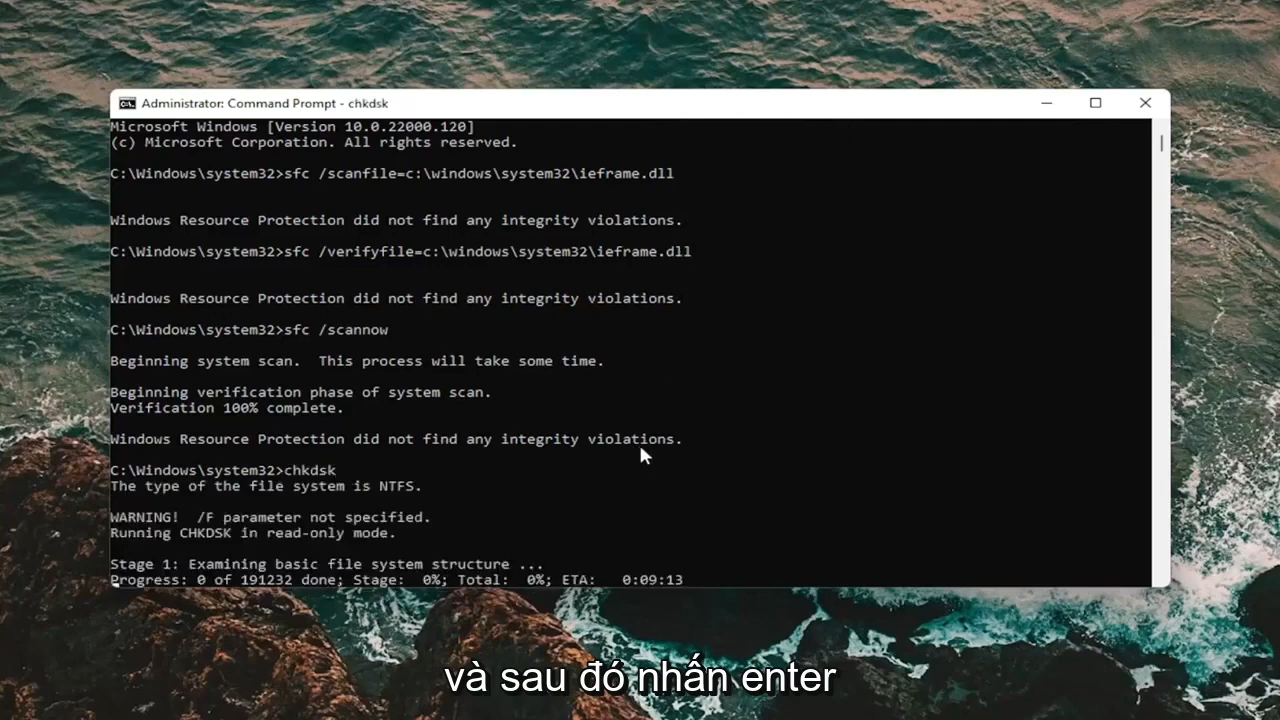 Administrator: Command Prompt - chkdsk
Microsoft Windows [Version 10.0.22000.120]
(c) Microsoft Corporation. All rights reserved.
C:\Windows\system32>sfc /scanfile=c:\windows\system32\ieframe.dll
Windows Resource Protection did not find any integrity violations.
C:\Windows\system32>sfc /verifyfile=c:\windows\system32\ieframe.dll
Windows Resource Protection did not find any integrity violations.
C:\Windows\system32>sfc /scannow
Beginning system scan.  This process will take some time.
Beginning verification phase of system scan.
Verification 100% complete.
Windows Resource Protection did not find any integrity violations.
C:\Windows\system32>chkdsk
The type of the file system is NTFS.
WARNING!  /F parameter not specified.
Running CHKDSK in read-only mode.
Stage 1: Examining basic file system structure ...
Progress: 0 of 191232 done; Stage:  0%; Total:  0%; ETA:   0:09:13
và sau đó nhấn enter